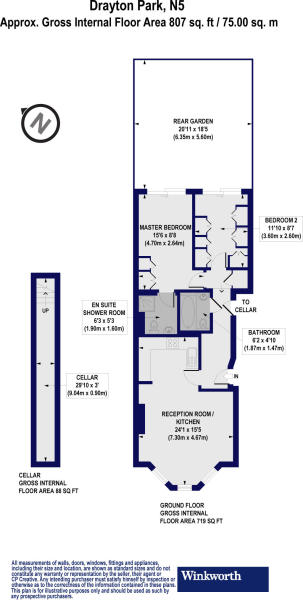 Drayton Park, N5
Approx. Gross Internal Floor Area 807 sq. ft / 75.00 sq. m
N
REAR GARDEN
20'11 x 18'5
(6.35m x 5.60m)
MASTER BEDROOM
15'6 x 8'8
(4.70m x 2.64m)
BEDROOM 2
11'10 x 8'7
(3.60m x 2.60m)
EN SUITE
SHOWER ROOM
6'3 x 5'3
(1.90m x 1.60m)
TO
CELLAR
BATHROOM
6'2 x 4'10
(1.87m x 1.47m)
UP
IN
CELLAR
29'10 x 3'
(9.04m x 0.90m)
RECEPTION ROOM /
KITCHEN
24'1 x 15'5
(7.30m x 4.67m)
CELLAR
GROSS INTERNAL
FLOOR AREA 88 SQ FT
GROUND FLOOR
GROSS INTERNAL
FLOOR AREA 719 SQ FT
All measurements of walls, doors, windows, fittings and appliances,
including their size and location, are shown as standard sizes and do not
constitute any warranty or representation by the seller, their agent or
CP Creative. Any intending purchaser must satisfy himself by inspection or
otherwise as to the correctness of the information contained in these plans.
This plan is for illustrative purposes only and should be used as such by
any prospective purchasers.
Winkworth